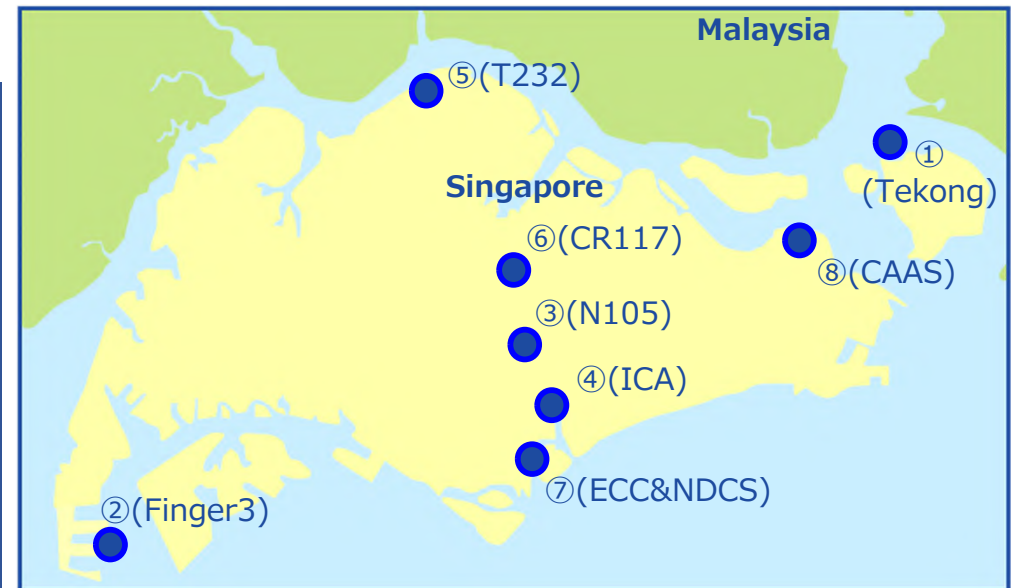 Malaysia
⑤(T232)
①
(Tekong)
Singapore
⑥(CR117)
⑧(CAAS)
③(N105)
④(ICA)
⑦(ECC&NDCS)
②(Finger3)